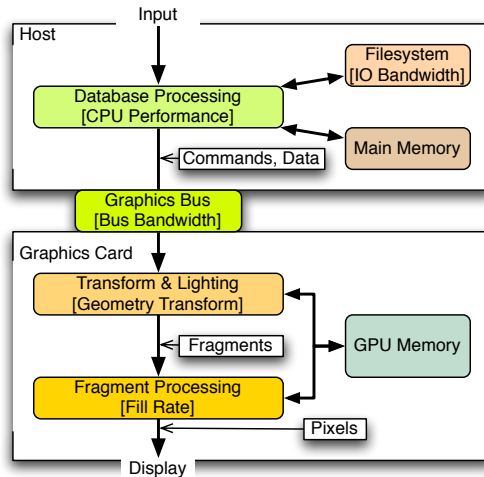 Input
Host
Filesystem
[IO Bandwidth]
Database Processing
[CPU Performance]
Main Memory
Commands, Data
Graphics Bus
[Bus Bandwidth]
Graphics Card
Transform & Lighting
[Geometry Transform]
Fragments
GPU Memory
Fragment Processing
[Fill Rate]
Pixels
Display